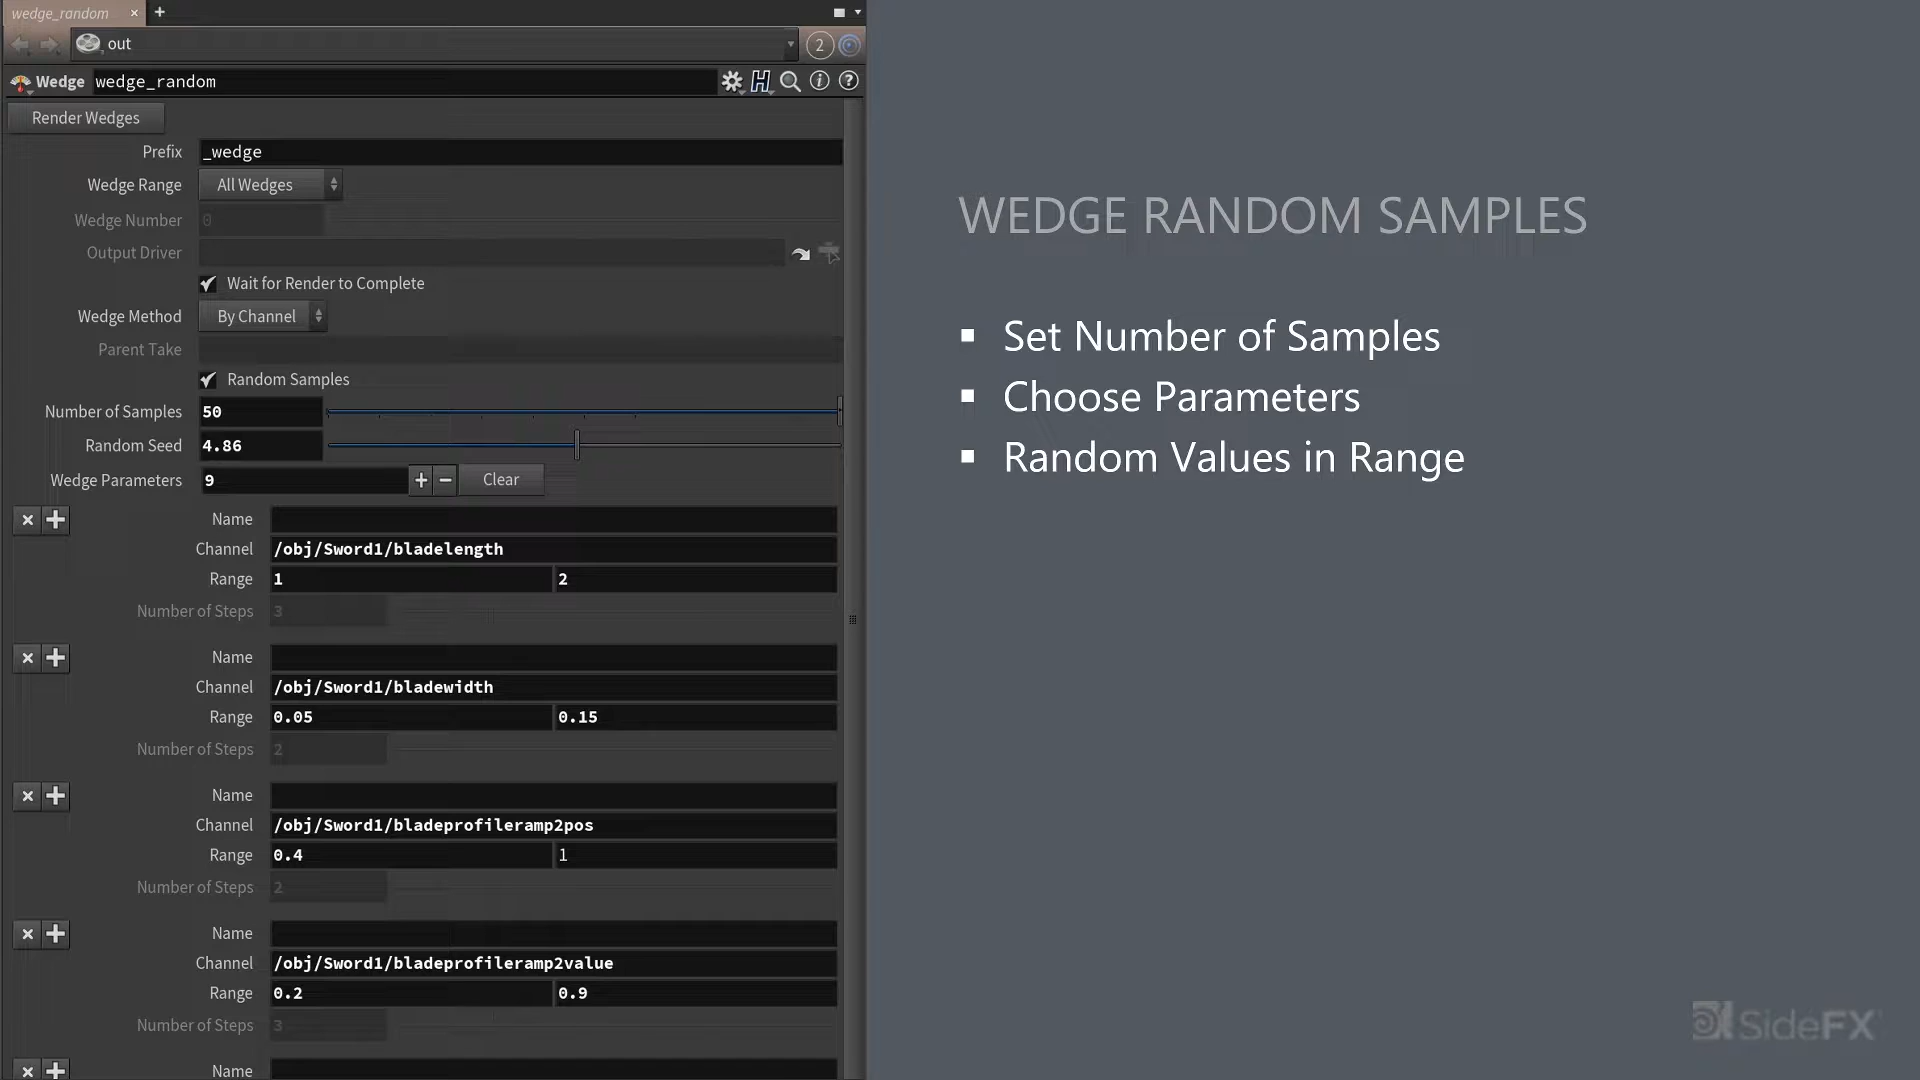 wedge_random
out
2
Wedge wedge_random
Render Wedges
Prefix _wedge
Wedge Range All Wedges
Wedge Number 0
Output Driver
Wait for Render to Complete
Wedge Method By Channel
Parent Take
Random Samples
Number of Samples 50
Random Seed 4.86
Wedge Parameters 9 + − Clear
Name
Channel /obj/Sword1/bladelength
Range 1 2
Number of Steps 3
Name
Channel /obj/Sword1/bladewidth
Range 0.05 0.15
Number of Steps 2
Name
Channel /obj/Sword1/bladeprofileramp2pos
Range 0.4 1
Number of Steps 2
Name
Channel /obj/Sword1/bladeprofileramp2value
Range 0.2 0.9
Number of Steps 3
Name
WEDGE RANDOM SAMPLES
▪ Set Number of Samples
▪ Choose Parameters
▪ Random Values in Range
SideFX